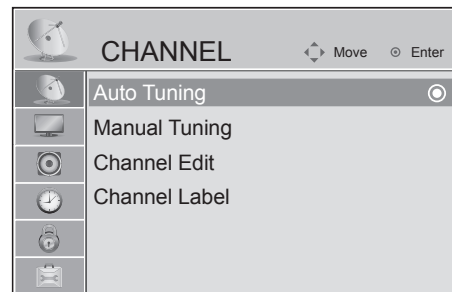 CHANNEL Move Enter
Auto Tuning
Manual Tuning
Channel Edit
Channel Label